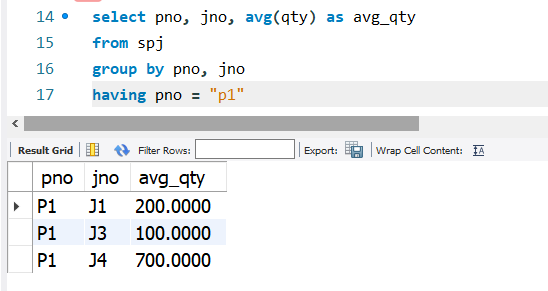 14 select pno, jno, avg(qty) as avg_qty
15 from spj
16 group by pno, jno
17 having pno = "p1"
Result Grid Filter Rows: Export: Wrap Cell Content:
pno jno avg_qty
P1 J1 200.0000
P1 J3 100.0000
P1 J4 700.0000